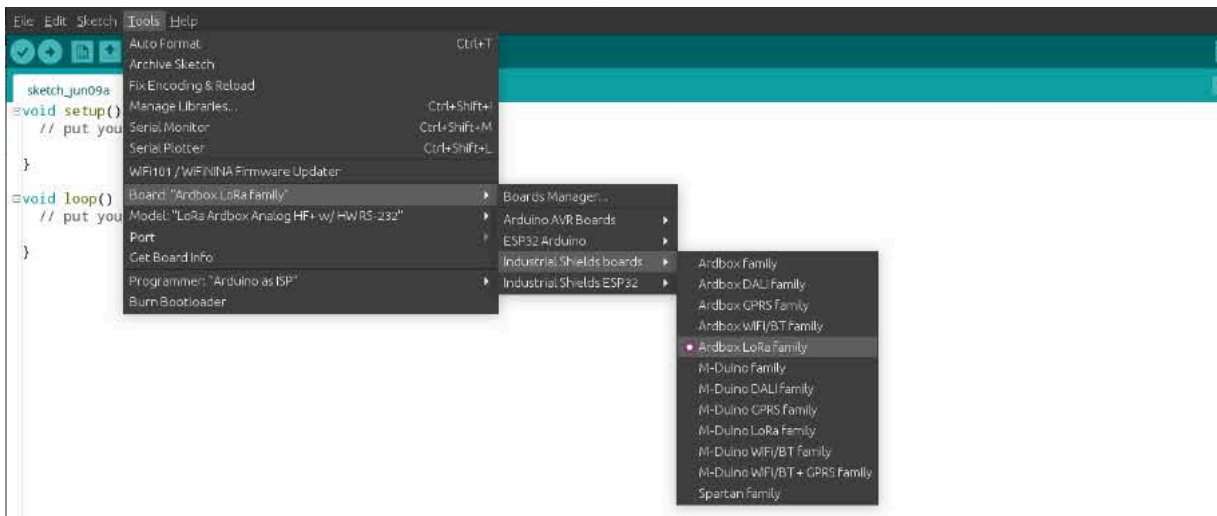 File Edit Sketch Tools Help
sketch_jun09a
void setup()
// put you
}
void loop()
// put you
}
Auto Format Ctrl+T
Archive Sketch
Fix Encoding & Reload
Manage Libraries... Ctrl+Shift+I
Serial Monitor Ctrl+Shift+M
Serial Plotter Ctrl+Shift+L
WiFi101 / WiFiNINA Firmware Updater
Board: "Ardbox LoRa family"
Model: "LoRa Ardbox Analog HF+ w/ HW RS-232"
Port
Get Board Info
Programmer: "Arduino as ISP"
Burn Bootloader
Boards Manager...
Arduino AVR Boards
ESP32 Arduino
Industrial Shields boards
Industrial Shields ESP32
Ardbox family
Ardbox DALI family
Ardbox GPRS family
Ardbox WiFi/BT family
Ardbox LoRa family
M-Duino family
M-Duino DALI family
M-Duino GPRS family
M-Duino LoRa family
M-Duino WiFi/BT family
M-Duino WiFi/BT + GPRS family
Spartan family